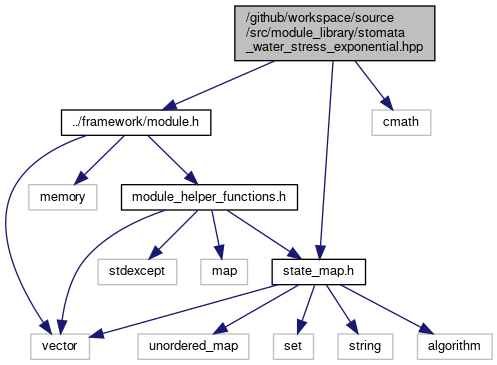 /github/workspace/source
/src/module_library/stomata
_water_stress_exponential.hpp
../framework/module.h
cmath
memory
module_helper_functions.h
stdexcept
map
state_map.h
vector
unordered_map
set
string
algorithm